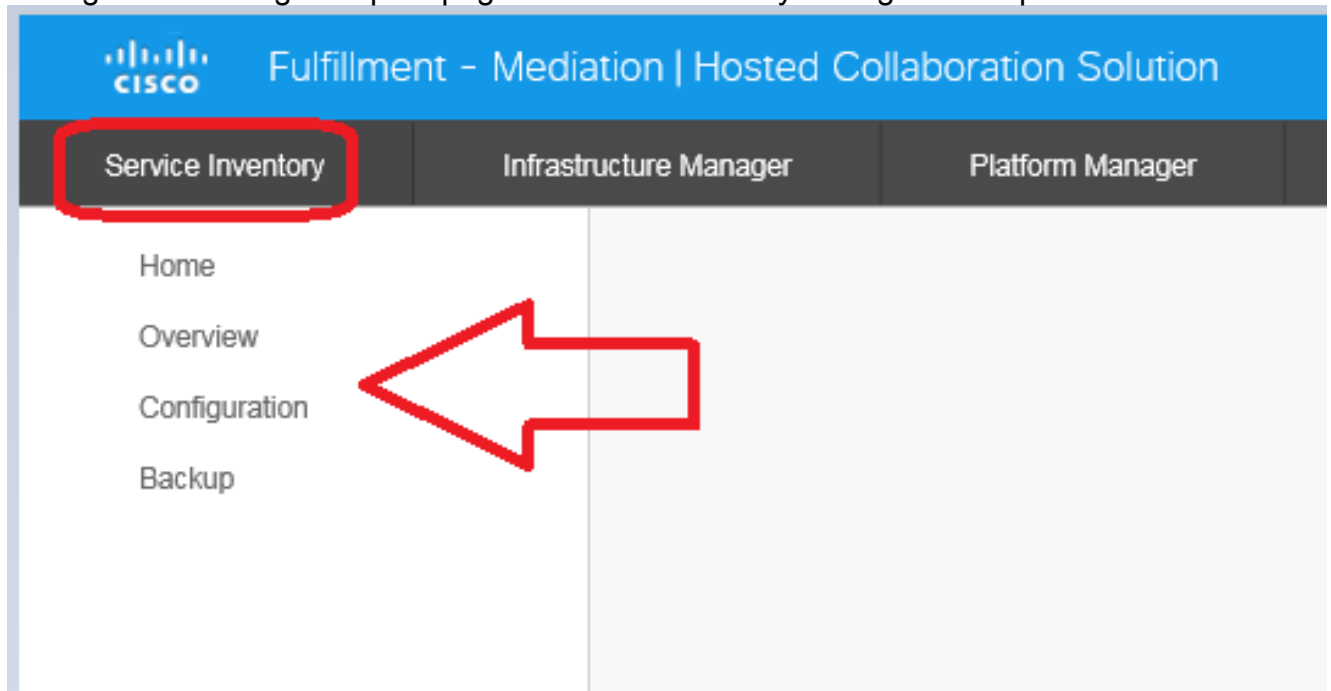 CISCO
Fulfillment - Mediation | Hosted Collaboration Solution
Service Inventory Infrastructure Manager Platform Manager
Home
Overview
Configuration
Backup